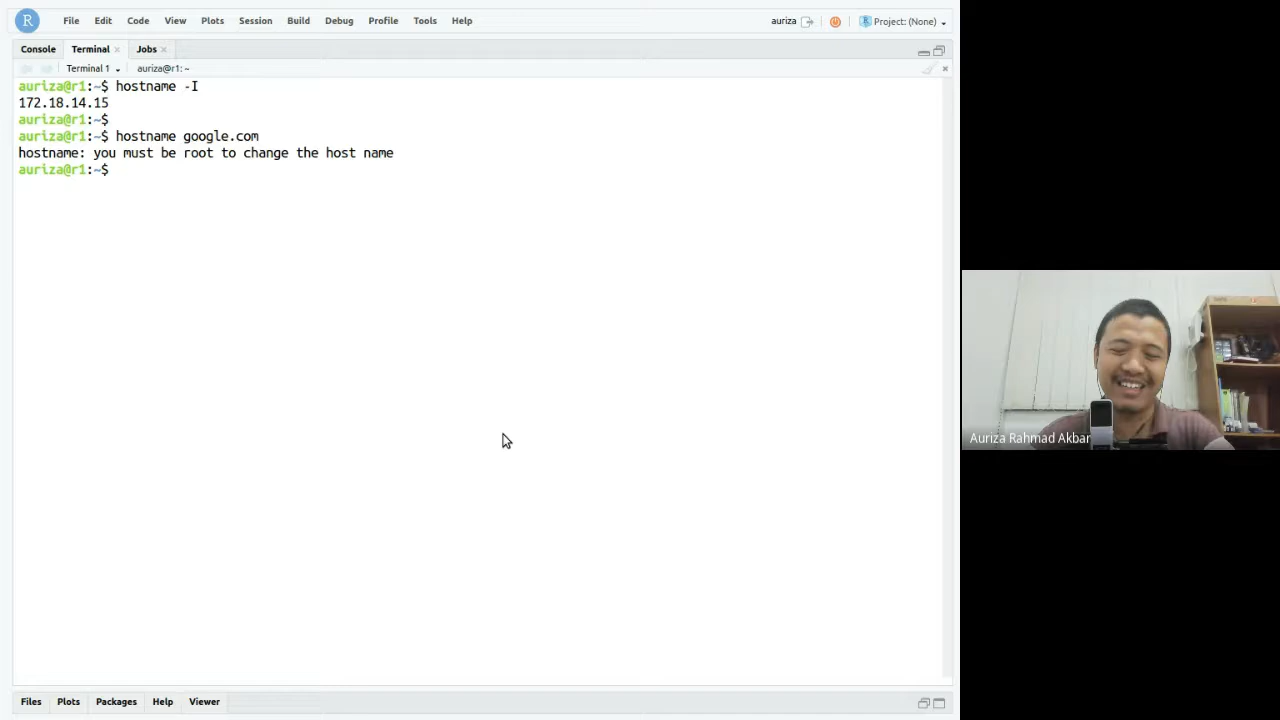 R File Edit Code View Plots Session Build Debug Profile Tools Help auriza R Project: (None)
Console Terminal Jobs
Terminal 1 auriza@r1: ~
auriza@r1:~$ hostname -I
172.18.14.15
auriza@r1:~$
auriza@r1:~$ hostname google.com
hostname: you must be root to change the host name
auriza@r1:~$
Auriza Rahmad Akbar
Files Plots Packages Help Viewer